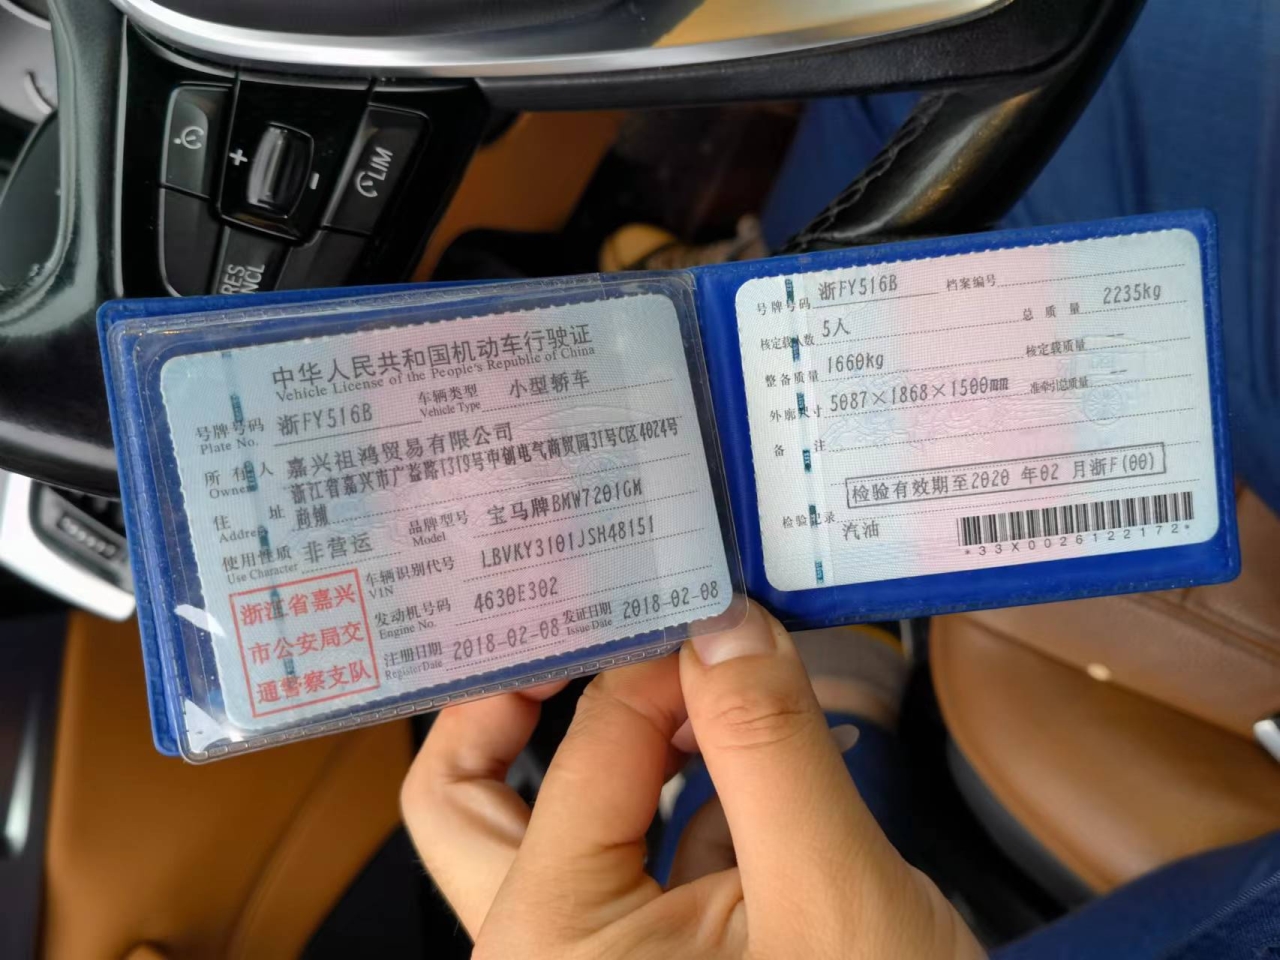 LIM
RES
CNCL
中华人民共和国机动车行驶证
Vehicle License of the People's Republic of China
号牌号码 浙FY516B 车辆类型 小型轿车
Plate No. Vehicle Type
所有人 嘉兴祖鸿贸易有限公司
Owner
浙江省嘉兴市广益路1319号中创电气商贸园31号C区4024号
住址 商铺
Address
使用性质 非营运 品牌型号 宝马牌BMW7201GM
Use Character Model
车辆识别代号 LBVKY3101JSH48151
VIN
发动机号码 4630E302
Engine No.
注册日期 2018-02-08 发证日期 2018-02-08
Register Date Issue Date
浙江省嘉兴
市公安局交
通警察支队
号牌号码 浙FY516B 档案编号
核定载人数 5人 总质量 2235kg
整备质量 1660kg 核定载质量 —
外廓尺寸 5087×1868×1500mm 准牵引总质量 —
备注
检验有效期至2020 年02 月浙F(00)
检验记录
汽油
*33X0026122172*